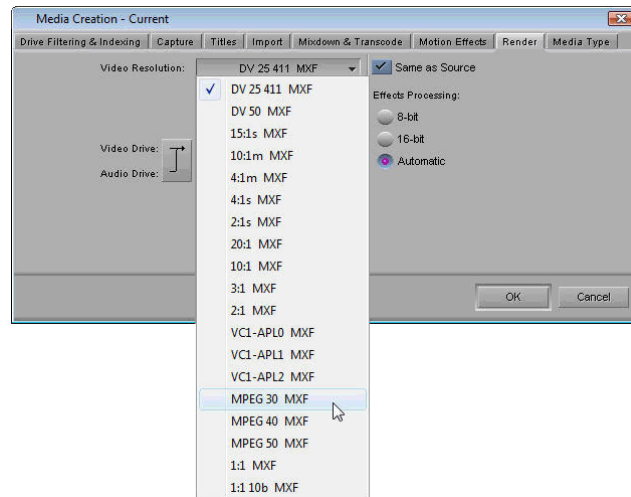 Media Creation - Current
Drive Filtering & Indexing Capture Titles Import Mixdown & Transcode Motion Effects Render Media Type
Video Resolution: DV 25 411 MXF Same as Source
DV 25 411 MXF
DV 50 MXF
15:1s MXF
10:1m MXF
4:1m MXF
4:1s MXF
2:1s MXF
20:1 MXF
10:1 MXF
3:1 MXF
2:1 MXF
VC1-APL0 MXF
VC1-APL1 MXF
VC1-APL2 MXF
MPEG 30 MXF
MPEG 40 MXF
MPEG 50 MXF
1:1 MXF
1:1 10b MXF
Video Drive:
Audio Drive:
Effects Processing:
8-bit
16-bit
Automatic
OK Cancel